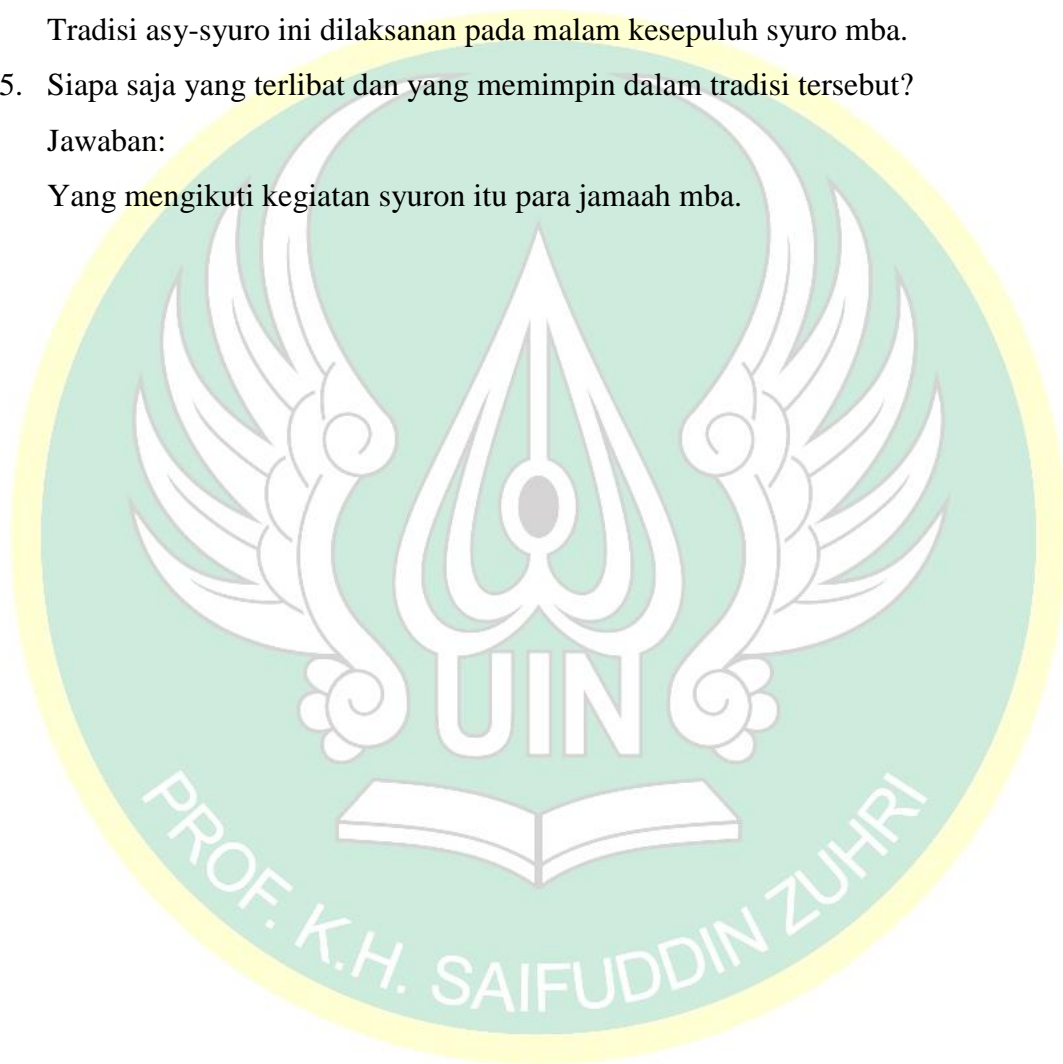 Tradisi asy-syuro ini dilaksanan pada malam kesepuluh syuro mba.
5. Siapa saja yang terlibat dan yang memimpin dalam tradisi tersebut?
Jawaban:
Yang mengikuti kegiatan syuron itu para jamaah mba.
UIN
PROF. K.H. SAIFUDDIN ZUHRI